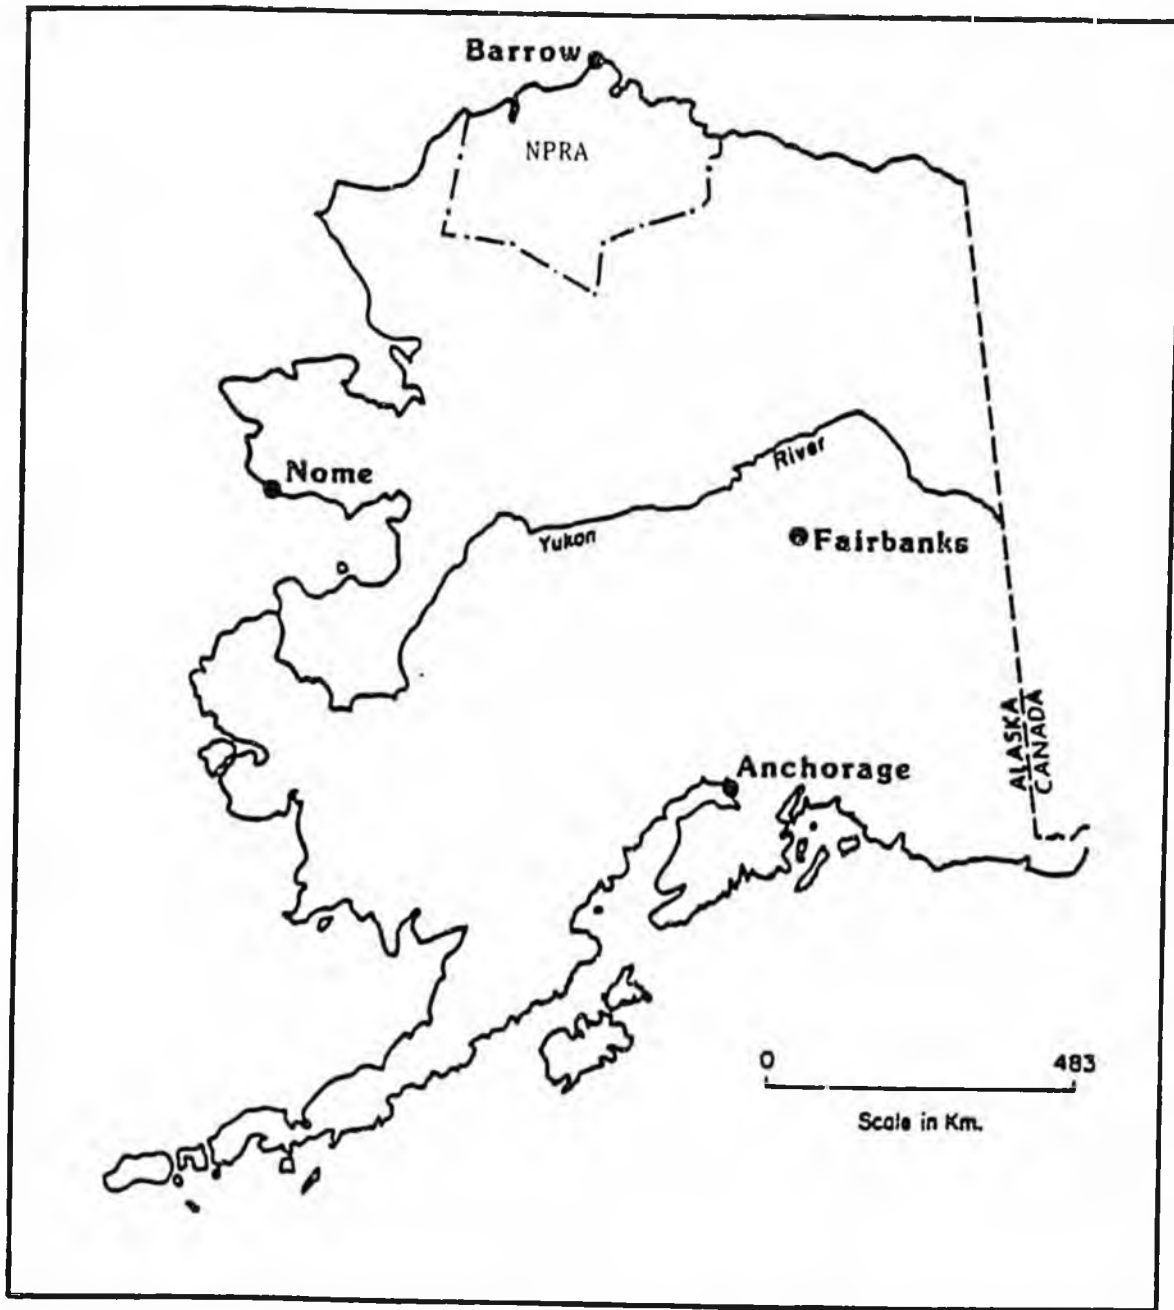 Barrow
NPRA
Nome
River
Yukon
Fairbanks
ALASKA
CANADA
Anchorage
0 483
Scale in Km.